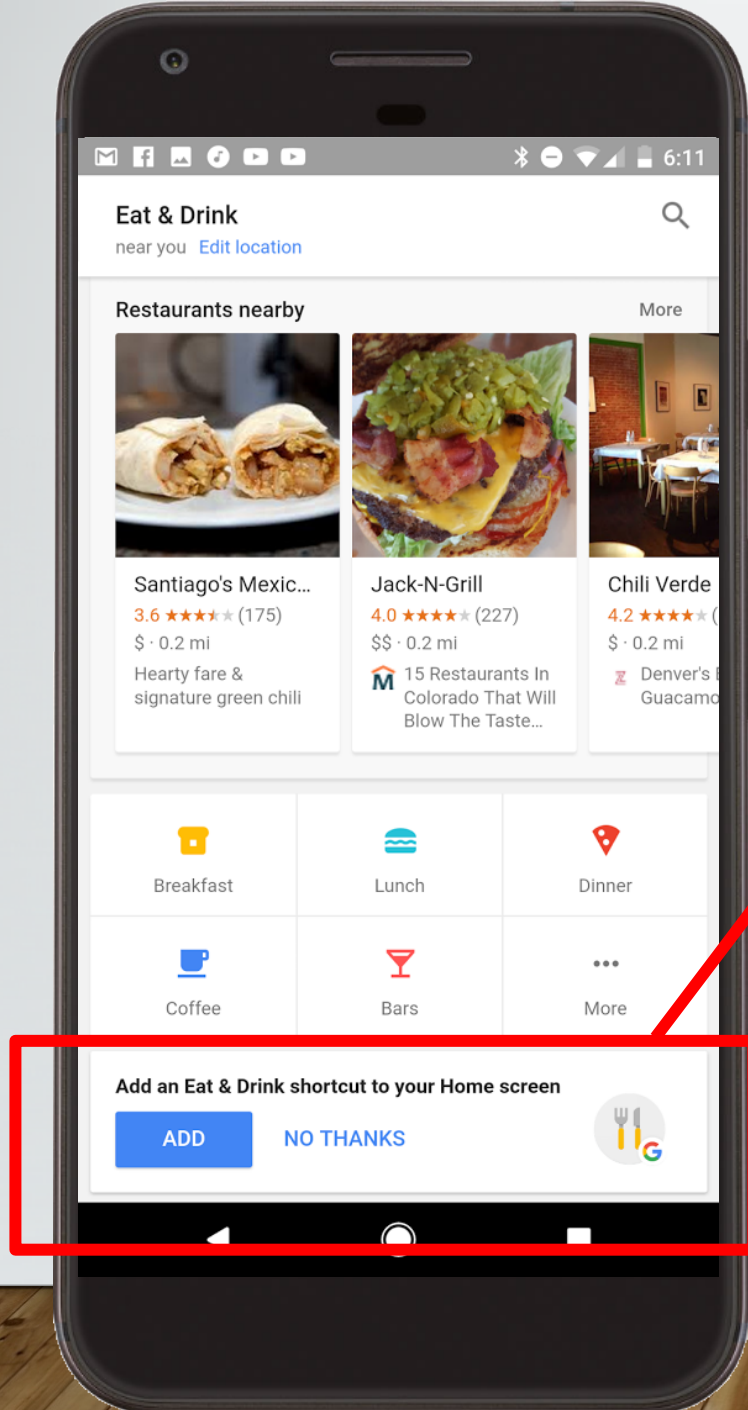 6:11
Eat & Drink
near you Edit location
Restaurants nearby More
Santiago's Mexic...
3.6 (175)
$ · 0.2 mi
Hearty fare &
signature green chili
Jack-N-Grill
4.0 (227)
$$ · 0.2 mi
M 15 Restaurants In
Colorado That Will
Blow The Taste...
Chili Verde
4.2 (
$ · 0.2 mi
Z Denver's
Guacamo
Breakfast Lunch Dinner
Coffee Bars More
Add an Eat & Drink shortcut to your Home screen
ADD NO THANKS